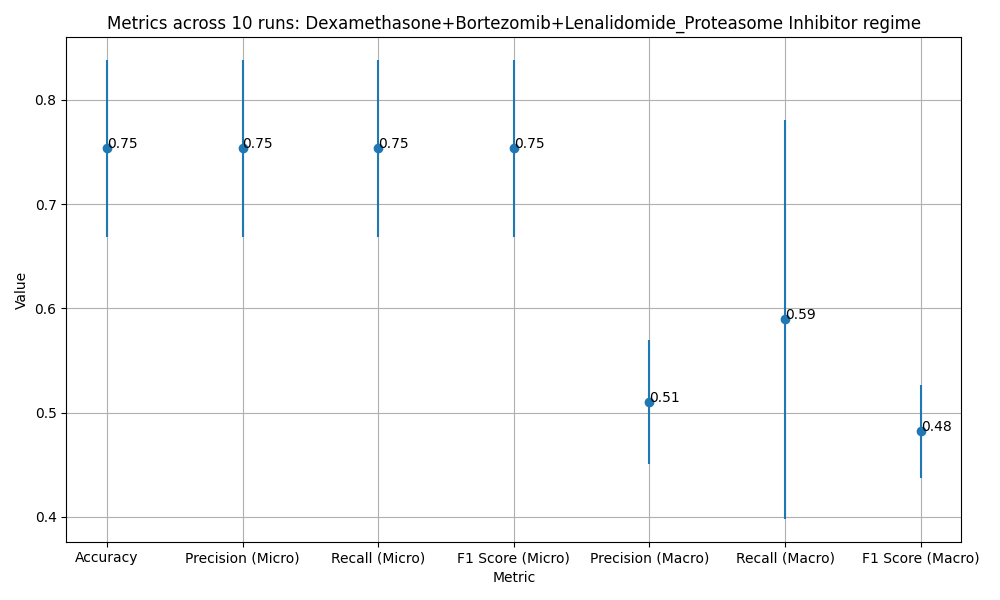 Metrics across 10 runs: Dexamethasone+Bortezomib+Lenalidomide_Proteasome Inhibitor regime
Value
0.8
0.7
0.6
0.5
0.4
0.75
0.75
0.75
0.75
0.51
0.59
0.48
Accuracy
Precision (Micro)
Recall (Micro)
F1 Score (Micro)
Precision (Macro)
Recall (Macro)
F1 Score (Macro)
Metric